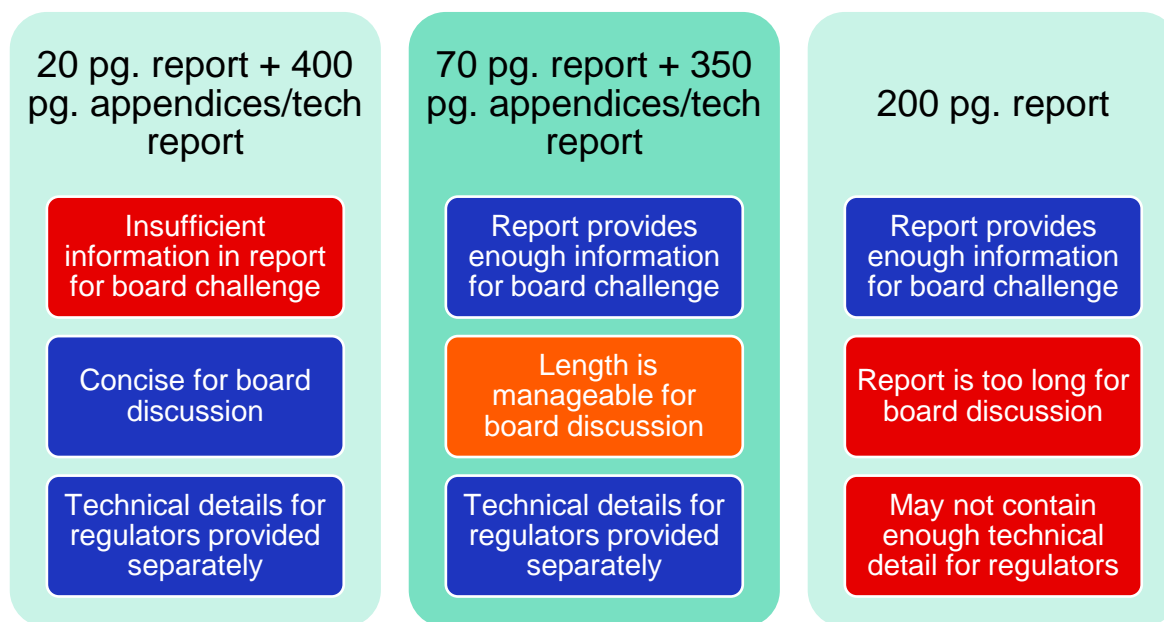 20 pg. report + 400
pg. appendices/tech
report
Insufficient
information in report
for board challenge
Concise for board
discussion
Technical details for
regulators provided
separately
70 pg. report + 350
pg. appendices/tech
report
Report provides
enough information
for board challenge
Length is
manageable for
board discussion
Technical details for
regulators provided
separately
200 pg. report
Report provides
enough information
for board challenge
Report is too long for
board discussion
May not contain
enough technical
detail for regulators